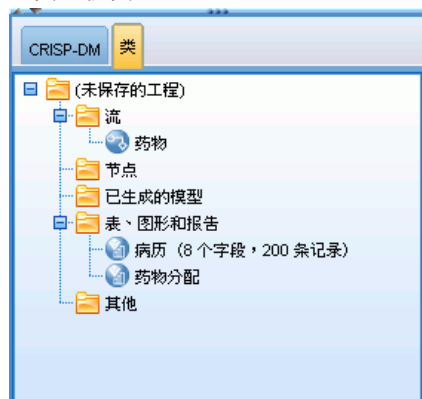 CRISP-DM 类
(未保存的工程)
流
药物
节点
已生成的模型
表、图形和报告
病历 (8 个字段，200 条记录)
药物分配
其他